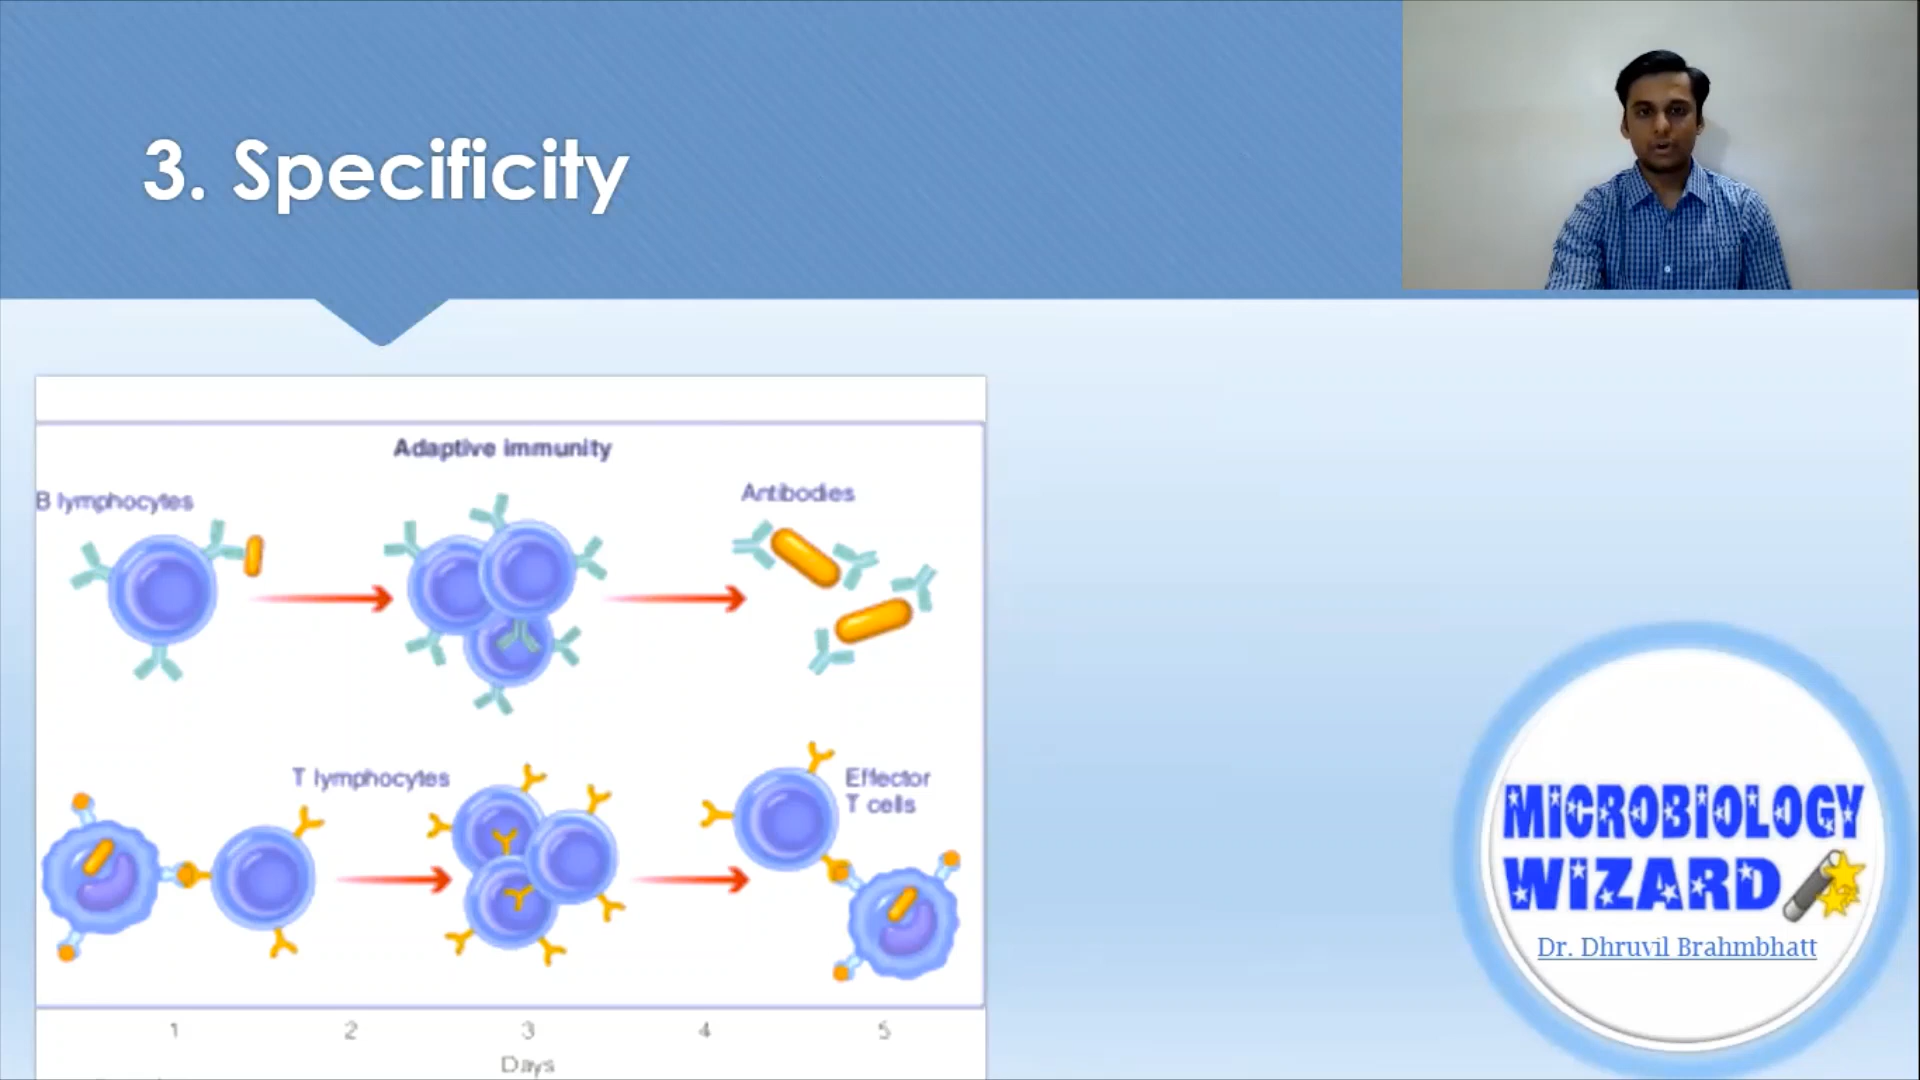 3. Specificity
Adaptive immunity
B lymphocytes
Antibodies
T lymphocytes
Effector
T cells
1 2 3 4 5
Days
MICROBIOLOGY
WIZARD
Dr. Dhruvil Brahmbhatt